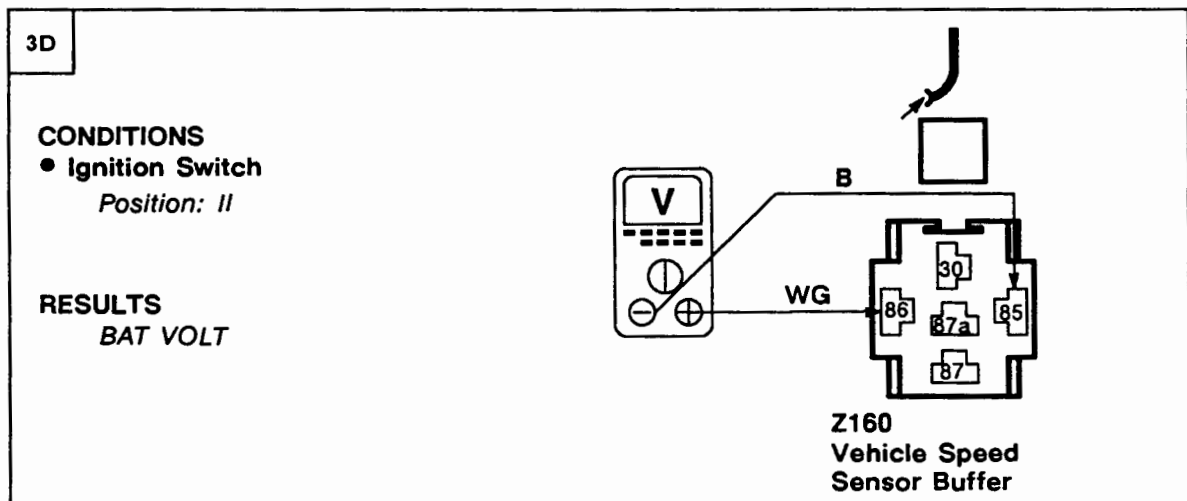 3D
CONDITIONS
● Ignition Switch
Position: II
RESULTS
BAT VOLT
V
B
WG
30
86
87a
85
87
Z160
Vehicle Speed
Sensor Buffer